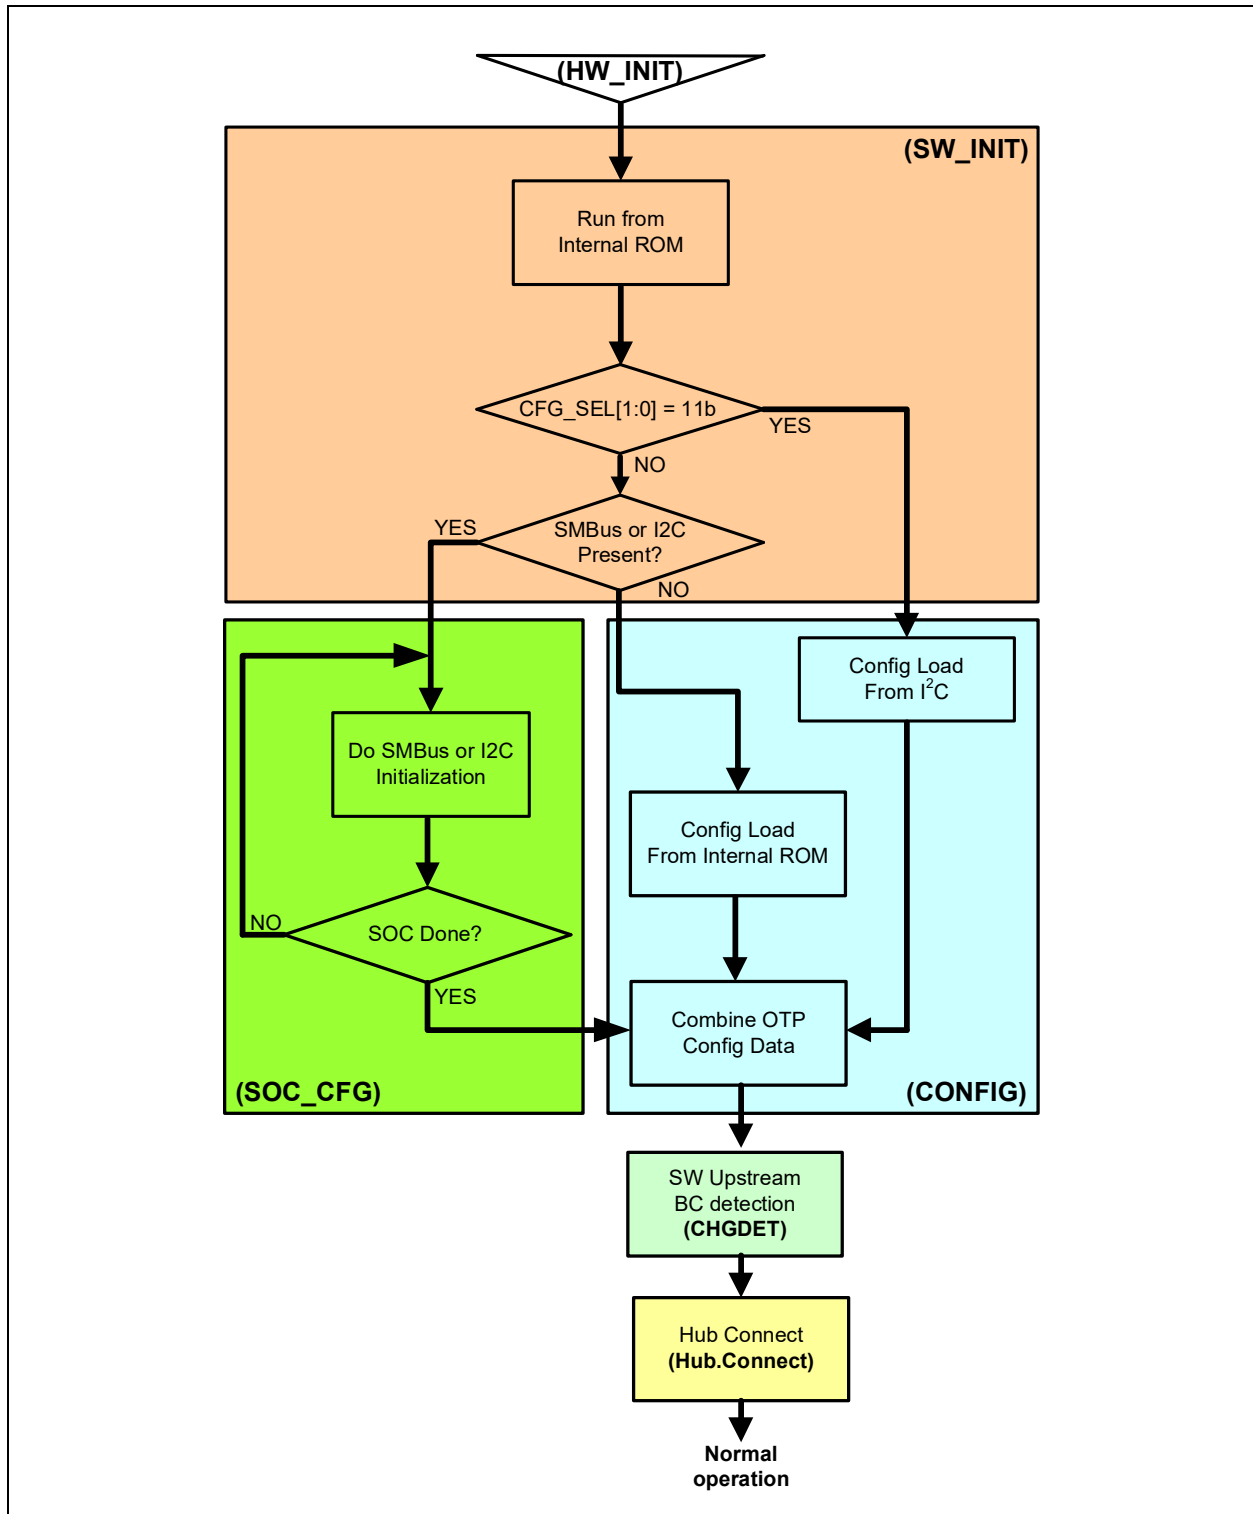 (HW_INIT)
(SW_INIT)
Run from
Internal ROM
CFG_SEL[1:0] = 11b
YES
NO
SMBus or I2C
Present?
YES
NO
Config Load
From I²C
Do SMBus or I2C
Initialization
Config Load
From Internal ROM
SOC Done?
NO
YES
Combine OTP
Config Data
(SOC_CFG)
(CONFIG)
SW Upstream
BC detection
(CHGDET)
Hub Connect
(Hub.Connect)
Normal
operation